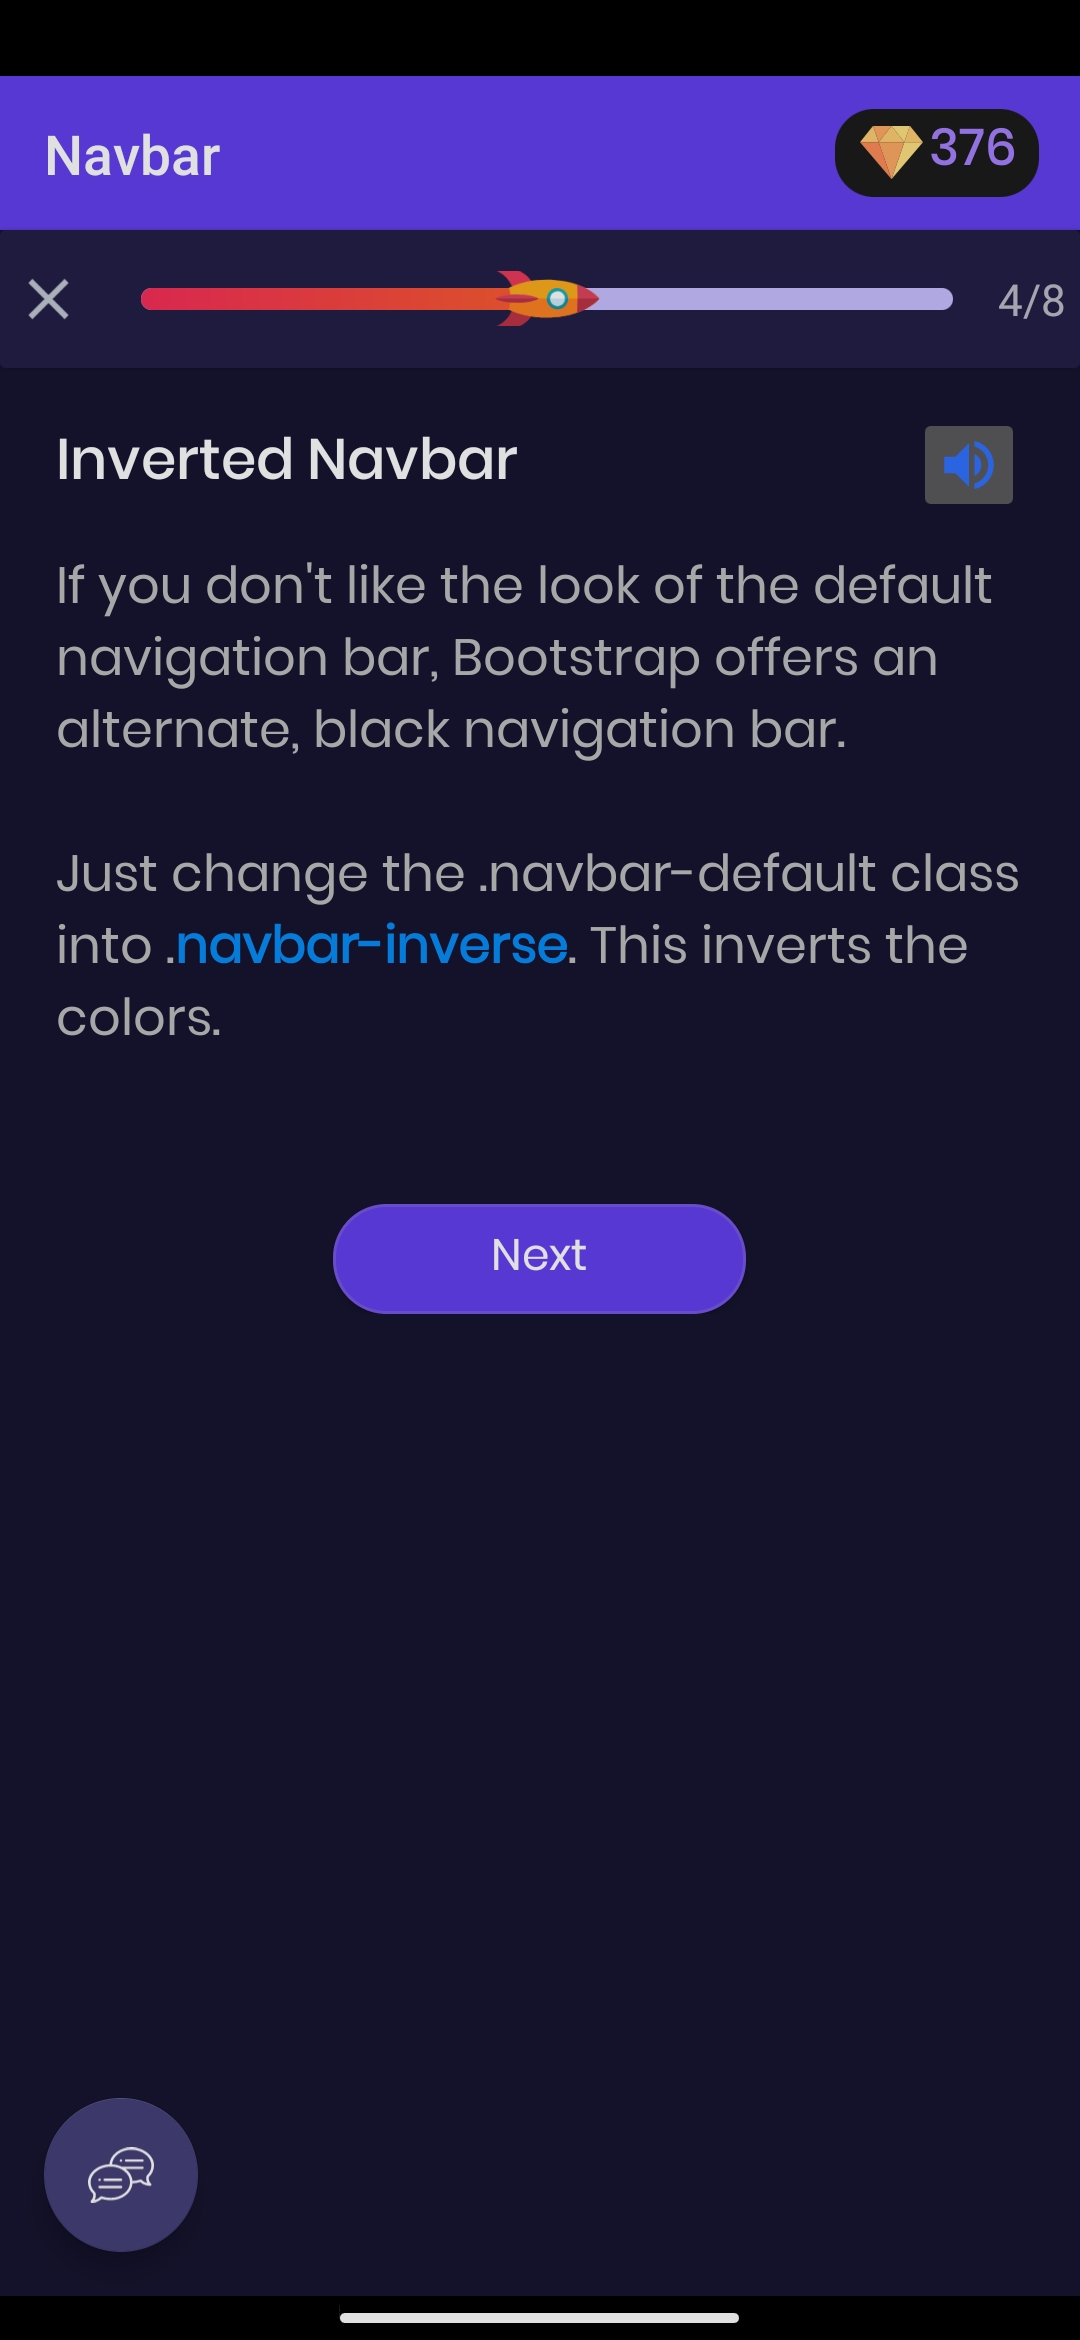 Navbar
376
4/8
Inverted Navbar
If you don't like the look of the default
navigation bar, Bootstrap offers an
alternate, black navigation bar.
Just change the .navbar-default class
into .navbar-inverse. This inverts the
colors.
Next